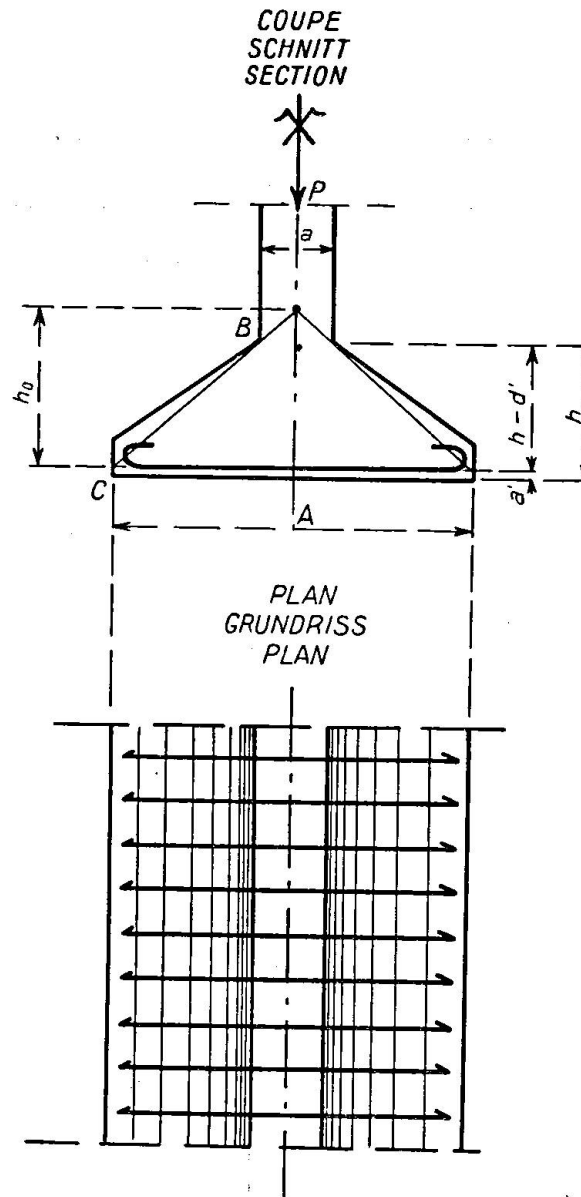 COUPE
SCHNITT
SECTION
P
a
B
h₀
h - d'
h
C
A
a'
PLAN
GRUNDRISS
PLAN